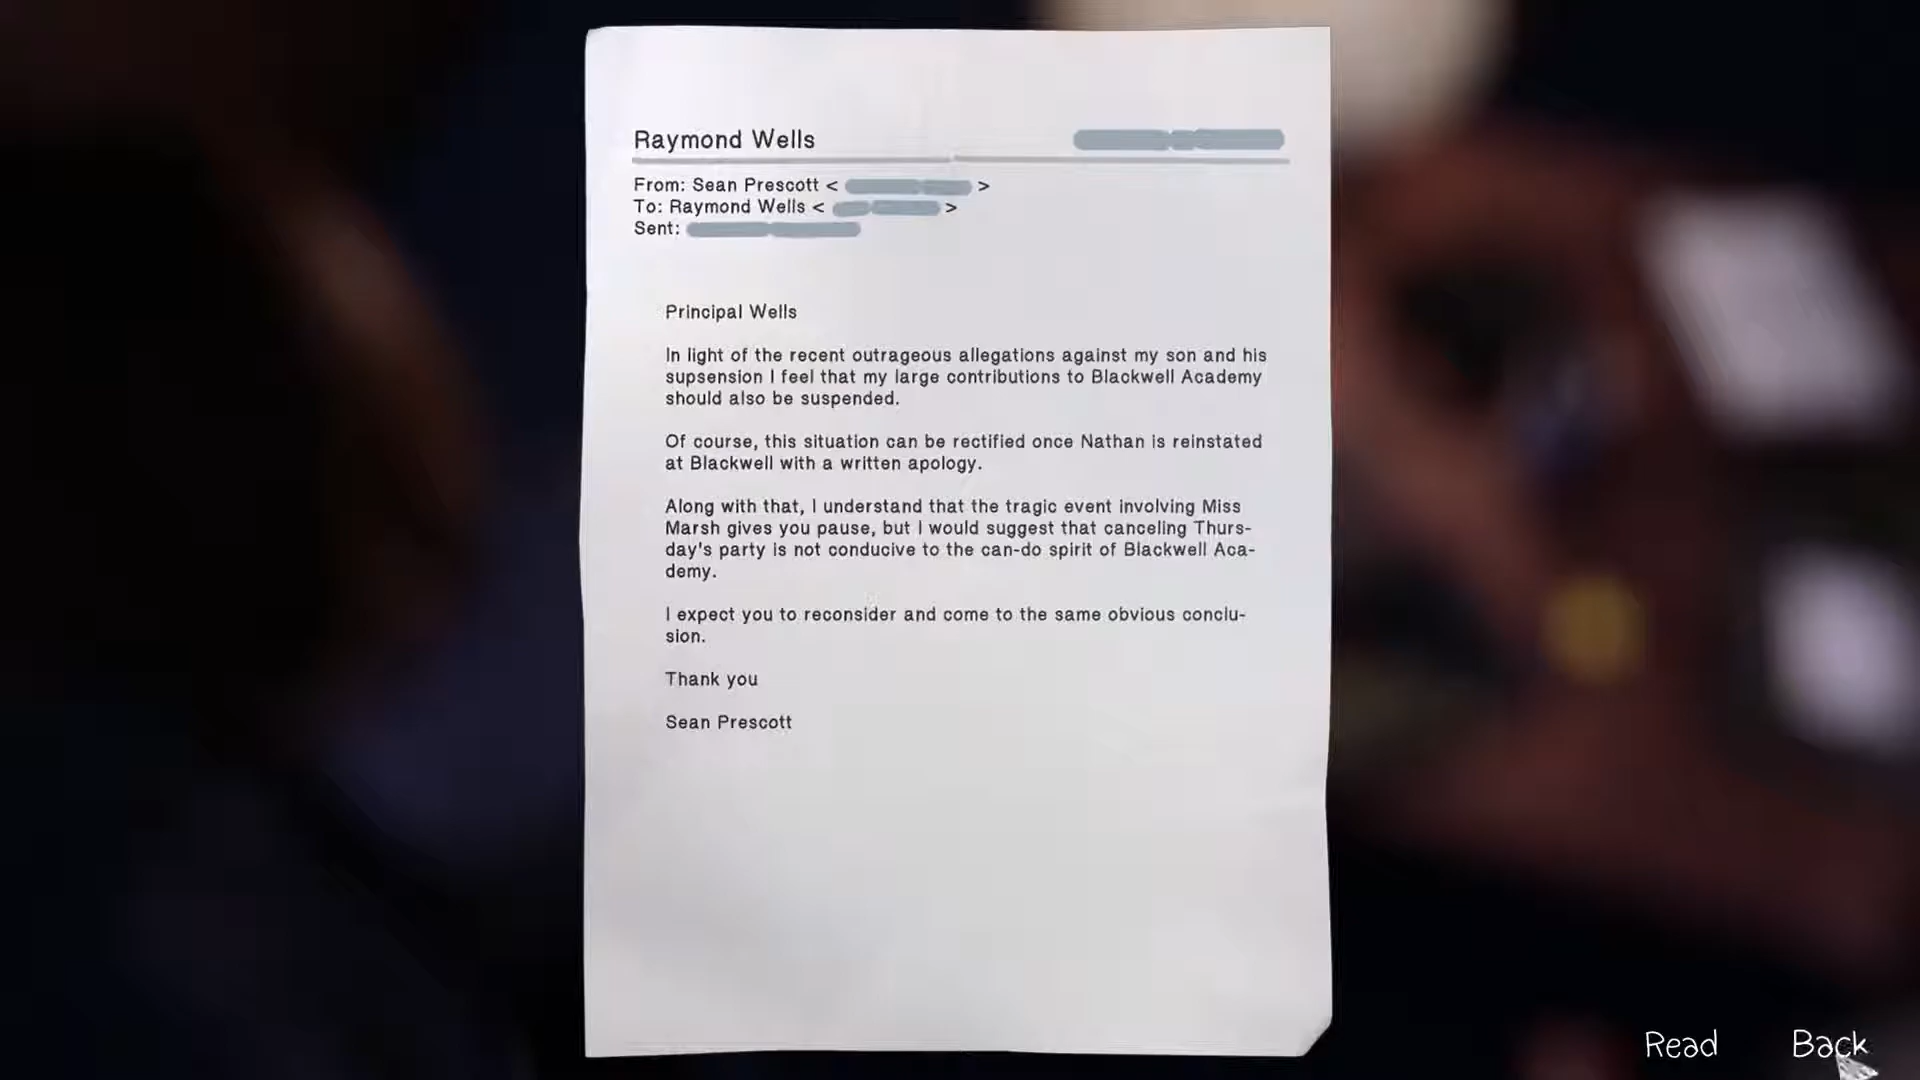 Raymond Wells
From: Sean Prescott < >
To: Raymond Wells < >
Sent:
Principal Wells
In light of the recent outrageous allegations against my son and his
supsension I feel that my large contributions to Blackwell Academy
should also be suspended.
Of course, this situation can be rectified once Nathan is reinstated
at Blackwell with a written apology.
Along with that, I understand that the tragic event involving Miss
Marsh gives you pause, but I would suggest that canceling Thurs-
day's party is not conducive to the can-do spirit of Blackwell Aca-
demy.
I expect you to reconsider and come to the same obvious conclu-
sion.
Thank you
Sean Prescott
Read Back